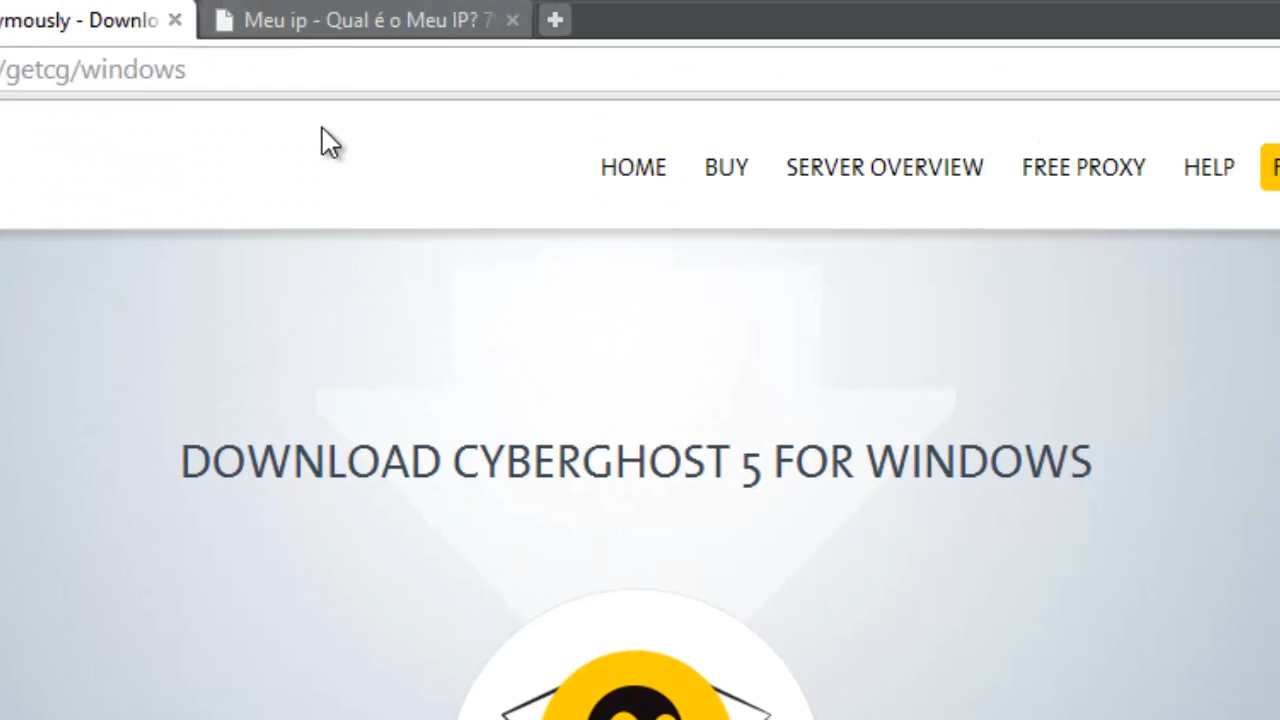 ymously - Downlo
Meu ip - Qual é o Meu IP?
/getcg/windows
HOME BUY SERVER OVERVIEW FREE PROXY HELP
DOWNLOAD CYBERGHOST 5 FOR WINDOWS